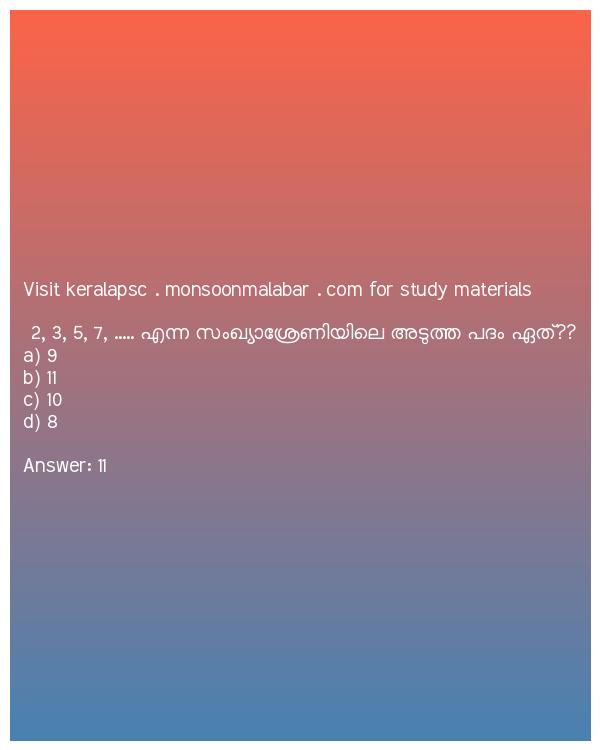 Visit keralapsc . monsoonmalabar . com for study materials
2, 3, 5, 7, ..... എന്ന സംഖ്യാശ്രേണിയിലെ അടുത്ത പദം ഏത്??
a) 9
b) 11
c) 10
d) 8
Answer: 11